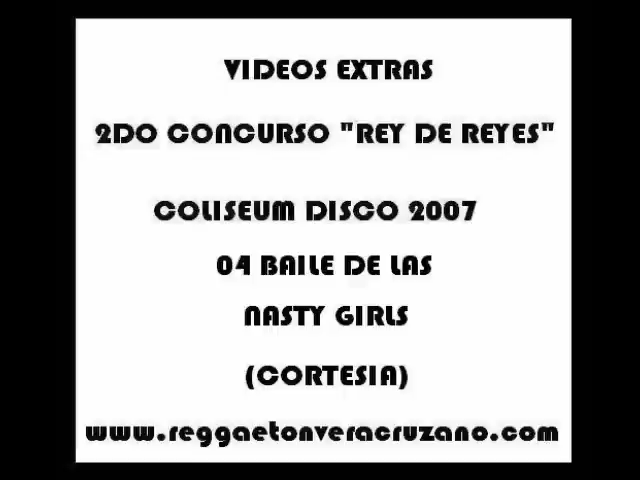 VIDEOS EXTRAS
2DO CONCURSO "REY DE REYES"
COLISEUM DISCO 2007
04 BAILE DE LAS
NASTY GIRLS
(CORTESIA)
www.reggaetonveracruzano.com